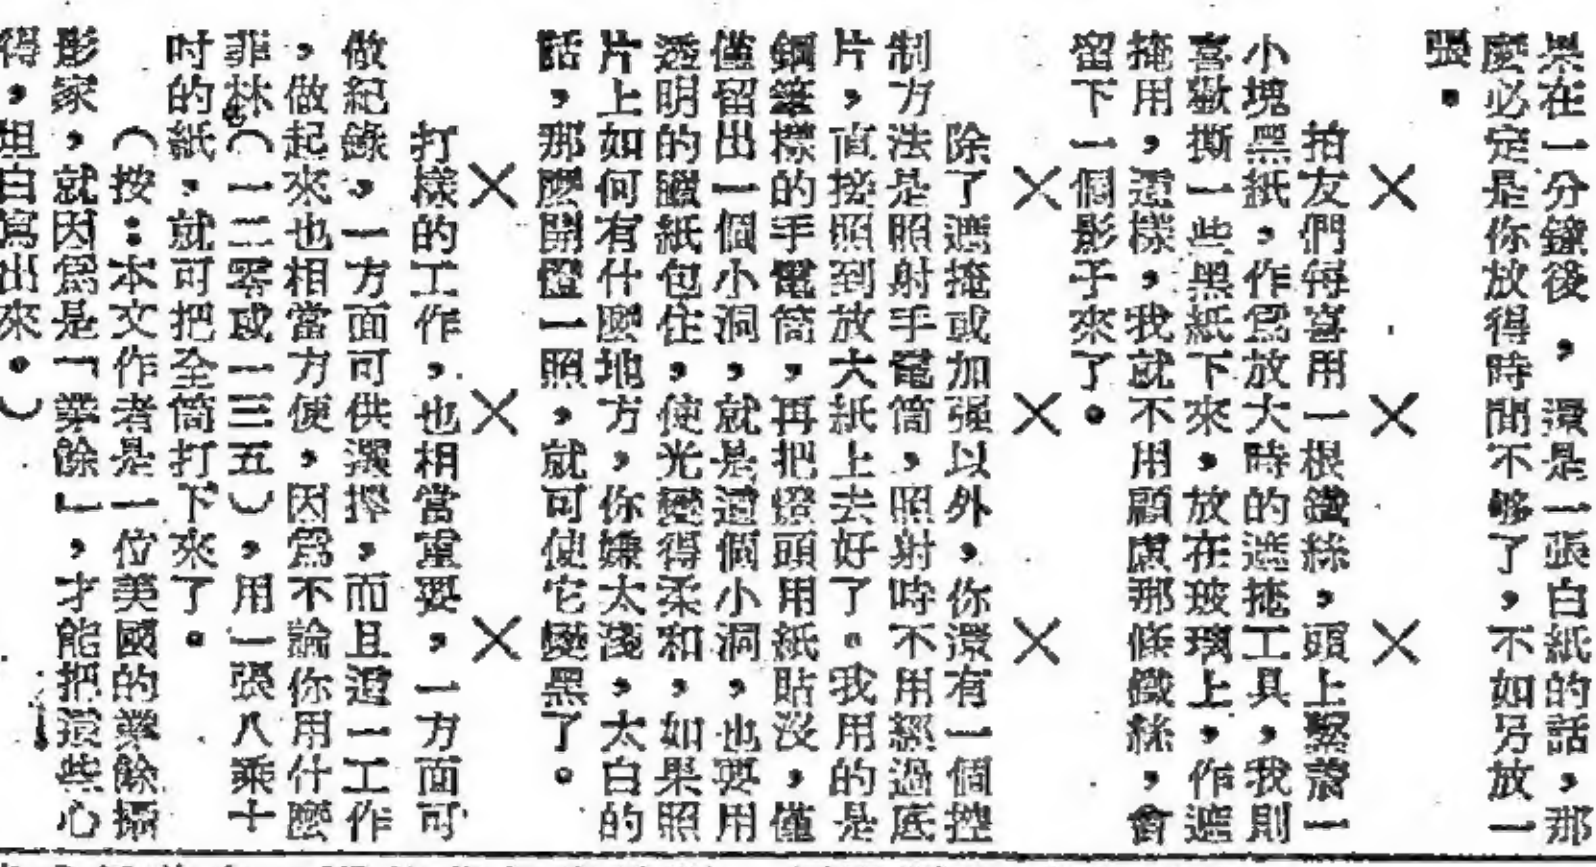 果在一分鐘後，還是一張白紙的話，那
麼必定是你放得時間不够了，不如另放一
張。
×　×　×
拍友們每喜用一根鐵絲，頭上緊着一
小塊黑紙，作爲放大時的遮掩工具，我則
喜歡撕一些黑紙下來，放在玻璃上，作遮
掩用，這樣，我就不用顧慮那條鐵絲，會
留下一個影子來了。
×　×　×
除了遮掩或加强以外，你還有一個控
制方法是照射手電筒，照射時不用經過底
片，直接照到放大紙上去好了。我用的是
鋼筆樣的手電筒，再把燈頭用紙貼沒，僅
僅留出一個小洞，就是這個小洞，也要用
透明的蠟紙包住，使光變得柔和，如果照
片上如何有什麼地方，你嫌太淺，太白的
話，那麼開燈一照，就可使它變黑了。
×　×　×
打樣的工作，也相當重要，一方面可
做紀錄，一方面可供選擇，而且這一工作
，做起來也相當方便，因爲不論你用什麼
菲林（一二零或一三五），用一張八乘十
吋的紙，就可把全筒打下來了。
（按：本文作者是一位美國的業餘攝
影家，就因爲是「業餘」，才能把這些心
得，坦白寫出來。）